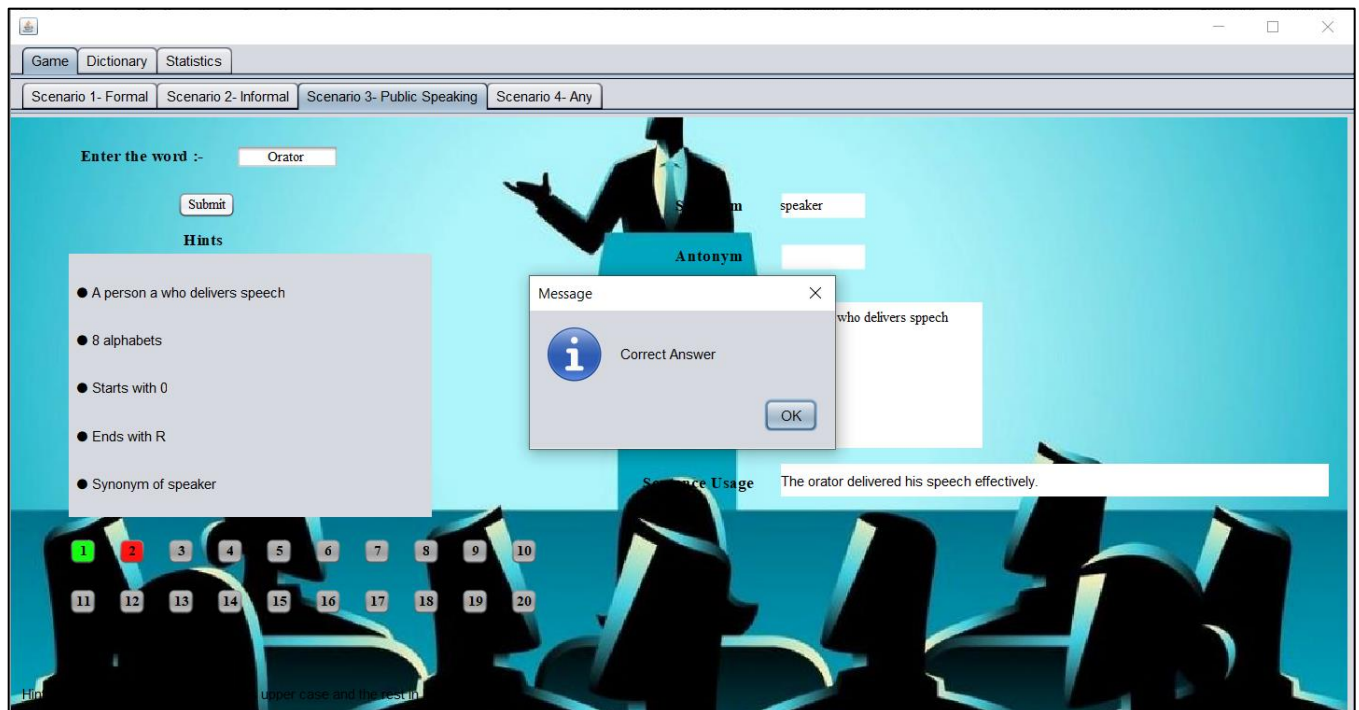 Game Dictionary Statistics
Scenario 1- Formal Scenario 2- Informal Scenario 3- Public Speaking Scenario 4- Any
Enter the word :- Orator
Submit
speaker
Hints
Antonym
A person a who delivers speech
Message
who delivers sppech
8 alphabets
Correct Answer
Starts with 0
OK
Ends with R
Synonym of speaker
Usage
The orator delivered his speech effectively.
1 2 3 4 5 6 7 8 9 10
11 12 13 14 15 16 17 18 19 20
upper case and the rest in